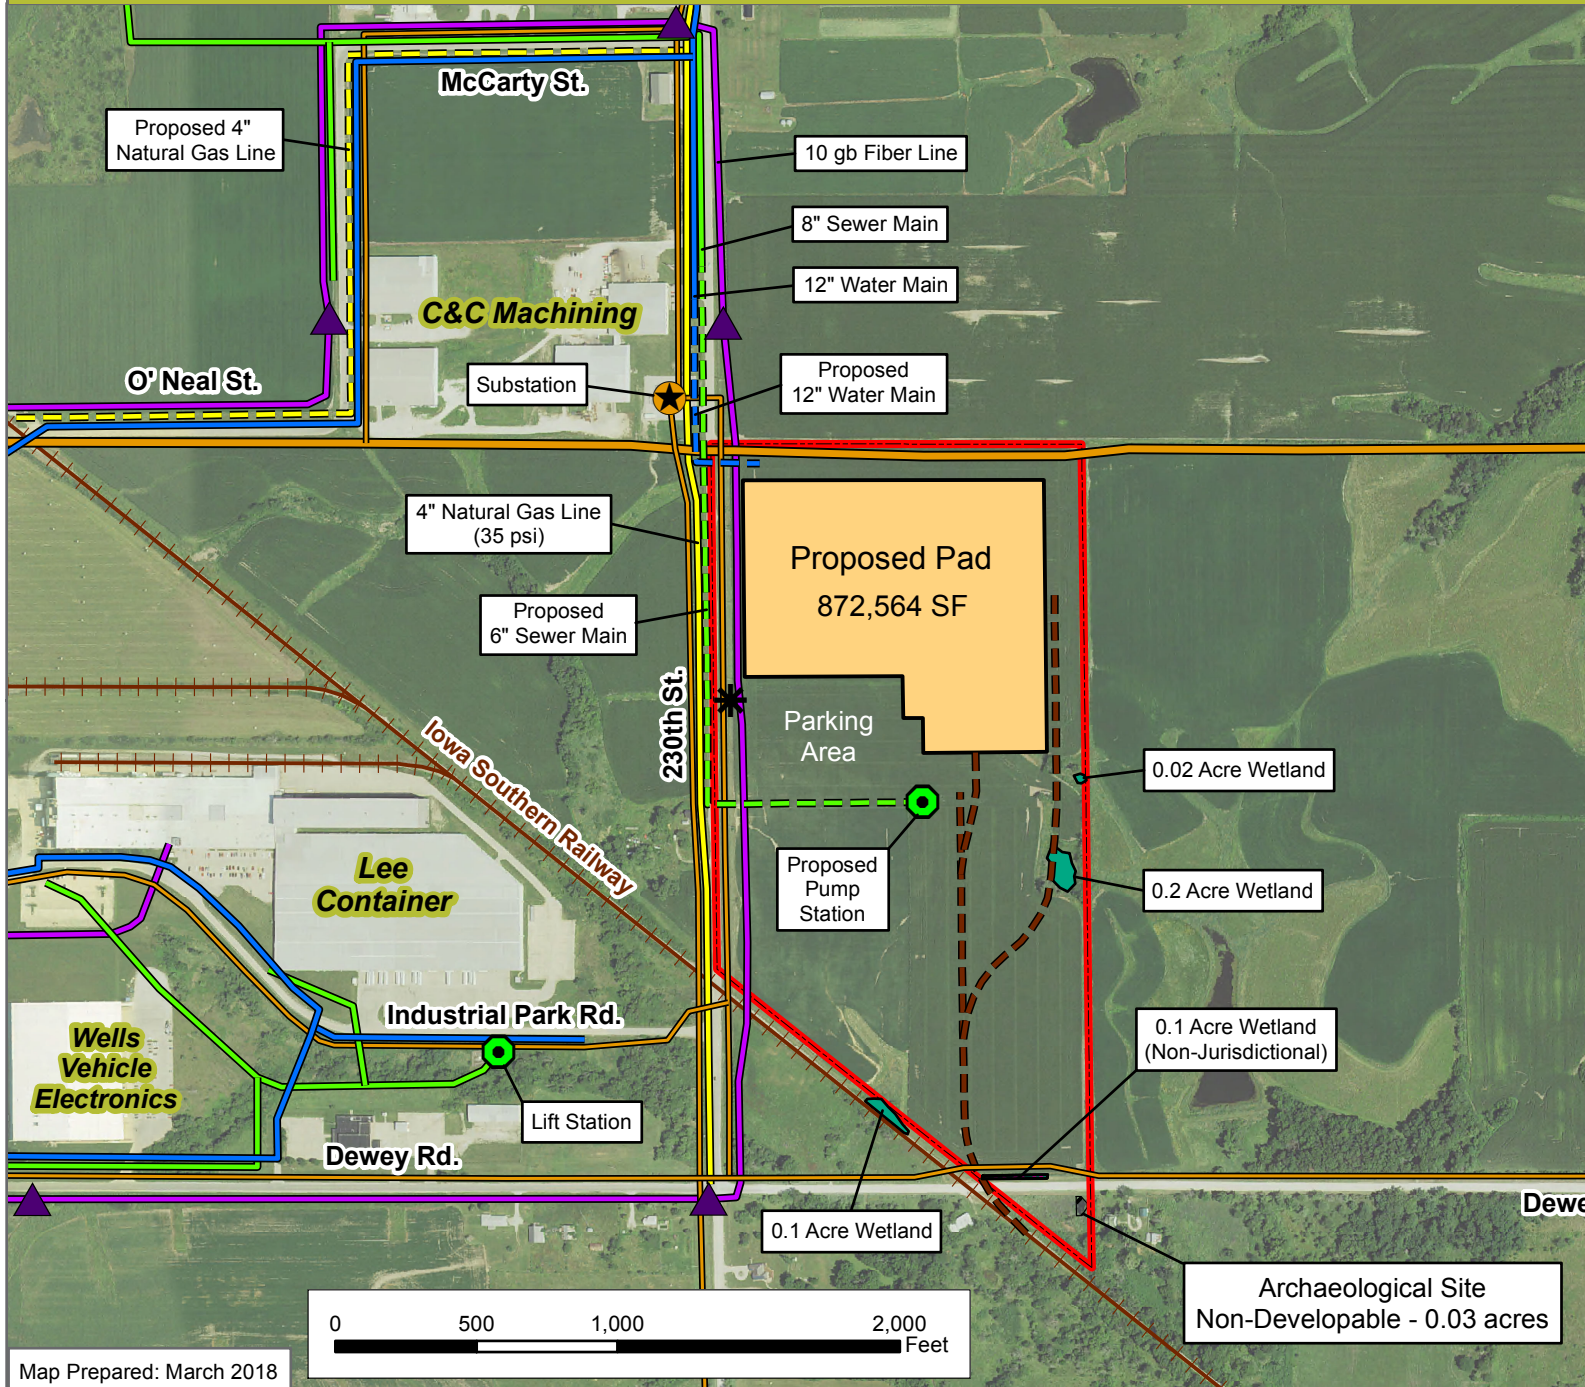 McCarty St.
Proposed 4"
Natural Gas Line
10 gb Fiber Line
8" Sewer Main
12" Water Main
C&C Machining
O' Neal St.
Substation
Proposed
12" Water Main
4" Natural Gas Line
(35 psi)
Proposed Pad
872,564 SF
Proposed
6" Sewer Main
230th St.
Parking
Area
Iowa Southern Railway
0.02 Acre Wetland
Lee
Container
Proposed
Pump
Station
0.2 Acre Wetland
Industrial Park Rd.
0.1 Acre Wetland
(Non-Jurisdictional)
Wells
Vehicle
Electronics
Lift Station
Dewey Rd.
0.1 Acre Wetland
Dewe
Archaeological Site
Non-Developable - 0.03 acres
0 500 1,000 2,000
Feet
Map Prepared: March 2018